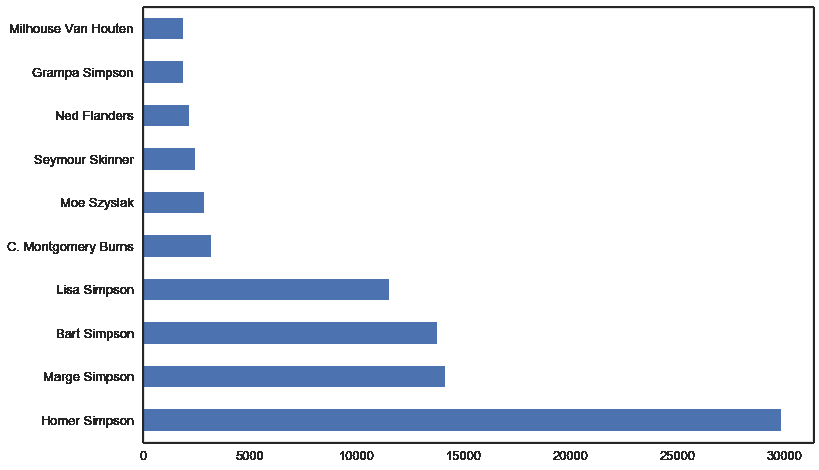 Milhouse Van Houten
Grampa Simpson
Ned Flanders
Seymour Skinner
Moe Szyslak
C. Montgomery Burns
Lisa Simpson
Bart Simpson
Marge Simpson
Homer Simpson
0 5000 10000 15000 20000 25000 30000